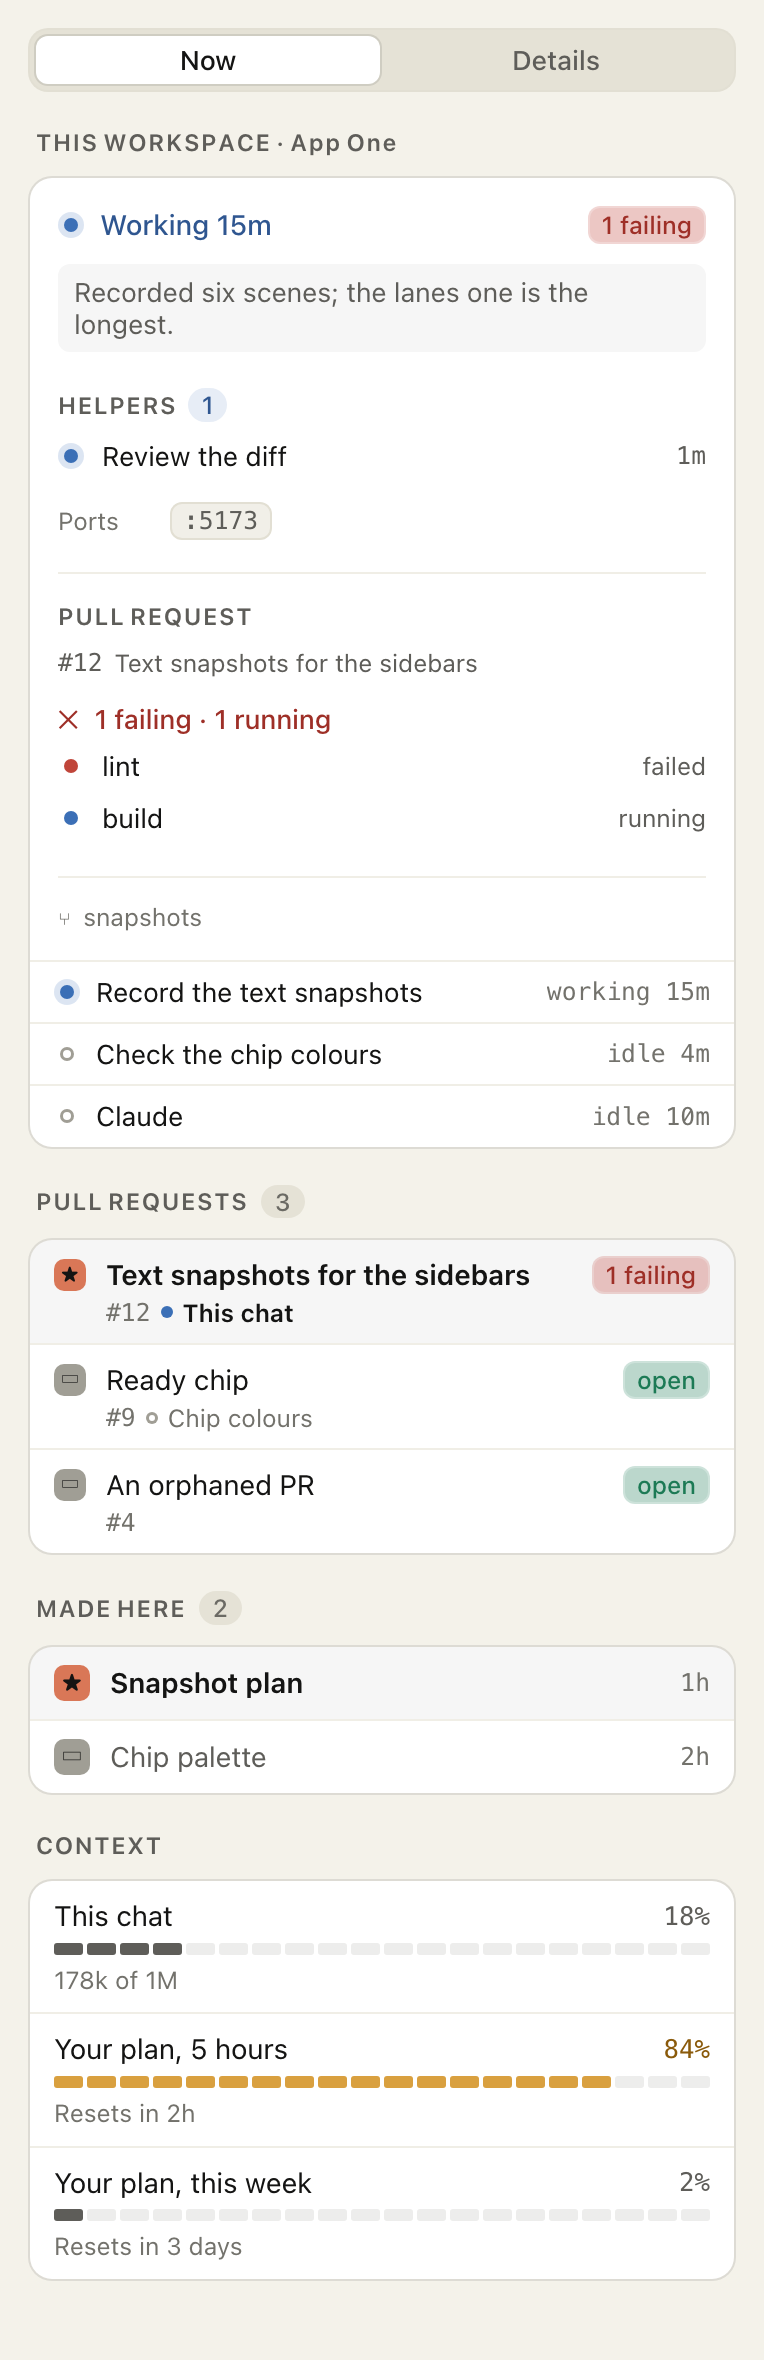 Now
Details
THIS WORKSPACE · App One
Working 15m
1 failing
Recorded six scenes; the lanes one is the
longest.
HELPERS 1
Review the diff
1m
Ports
:5173
PULL REQUEST
#12 Text snapshots for the sidebars
1 failing · 1 running
lint
failed
build
running
snapshots
Record the text snapshots
working 15m
Check the chip colours
idle 4m
Claude
idle 10m
PULL REQUESTS 3
Text snapshots for the sidebars
1 failing
#12 This chat
Ready chip
open
#9 Chip colours
An orphaned PR
open
#4
MADE HERE 2
Snapshot plan
1h
Chip palette
2h
CONTEXT
This chat
18%
178k of 1M
Your plan, 5 hours
84%
Resets in 2h
Your plan, this week
2%
Resets in 3 days